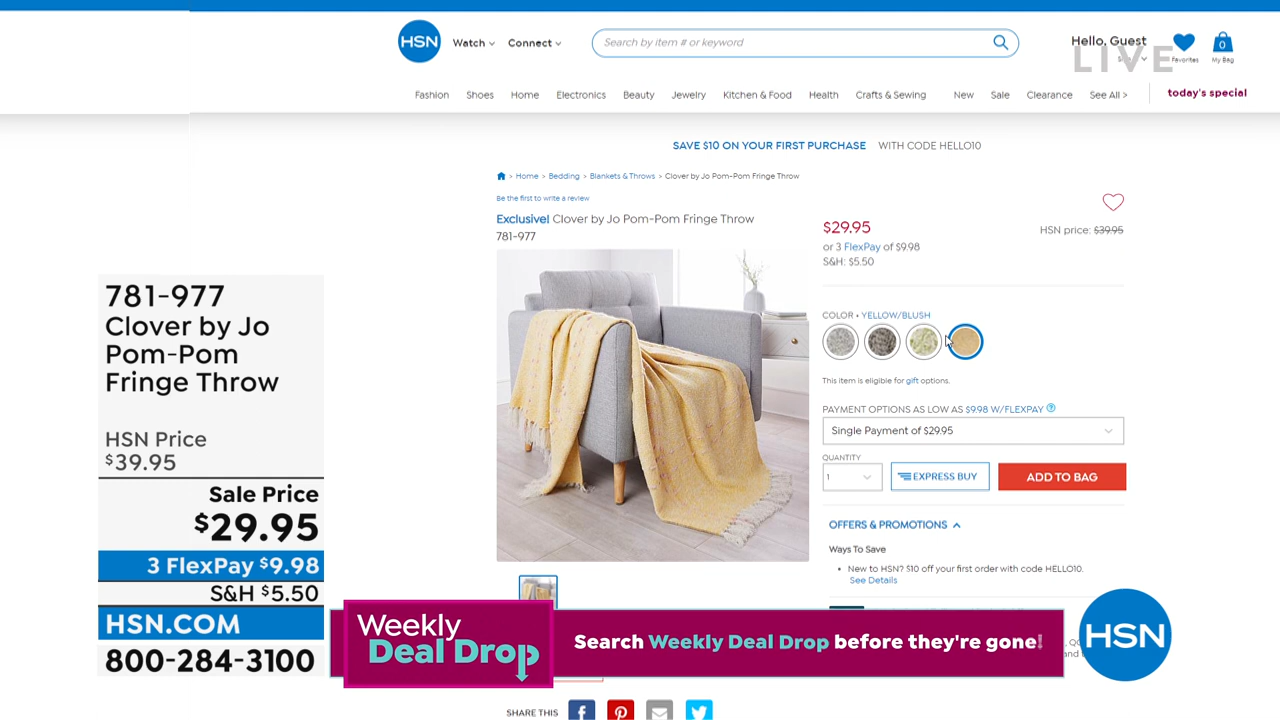 HSN
Watch
Connect
Search by item # or keyword
Hello, Guest
LIVE
Favorites
0
My Bag
Fashion
Shoes
Home
Electronics
Beauty
Jewelry
Kitchen & Food
Health
Crafts & Sewing
New
Sale
Clearance
See All >
today's special
SAVE $10 ON YOUR FIRST PURCHASE WITH CODE HELLO10
> Home > Bedding > Blankets & Throws > Clover by Jo Pom-Pom Fringe Throw
Be the first to write a review
Exclusive! Clover by Jo Pom-Pom Fringe Throw
781-977
$29.95
HSN price: $39.95
or 3 FlexPay of $9.98
S&H: $5.50
COLOR • YELLOW/BLUSH
This item is eligible for gift options.
PAYMENT OPTIONS AS LOW AS $9.98 W/FLEXPAY ?
Single Payment of $29.95
QUANTITY
1
EXPRESS BUY
ADD TO BAG
OFFERS & PROMOTIONS
Ways To Save
• New to HSN? $10 off your first order with code HELLO10.
See Details
781-977
Clover by Jo
Pom-Pom
Fringe Throw
HSN Price
$39.95
Sale Price
$29.95
3 FlexPay $9.98
S&H $5.50
HSN.COM
800-284-3100
Weekly
Deal Drop
Search Weekly Deal Drop before they're gone!
HSN
SHARE THIS